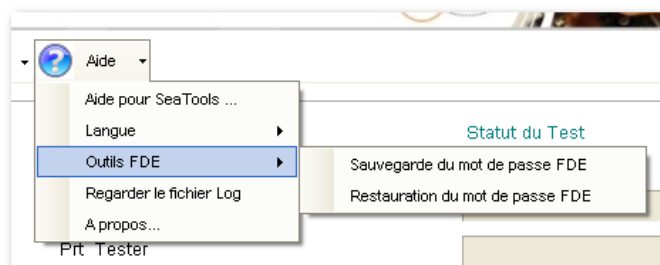 Aide
Aide pour SeaTools ...
Langue
Statut du Test
Outils FDE
Sauvegarde du mot de passe FDE
Regarder le fichier Log
Restauration du mot de passe FDE
A propos...
Prt Tester